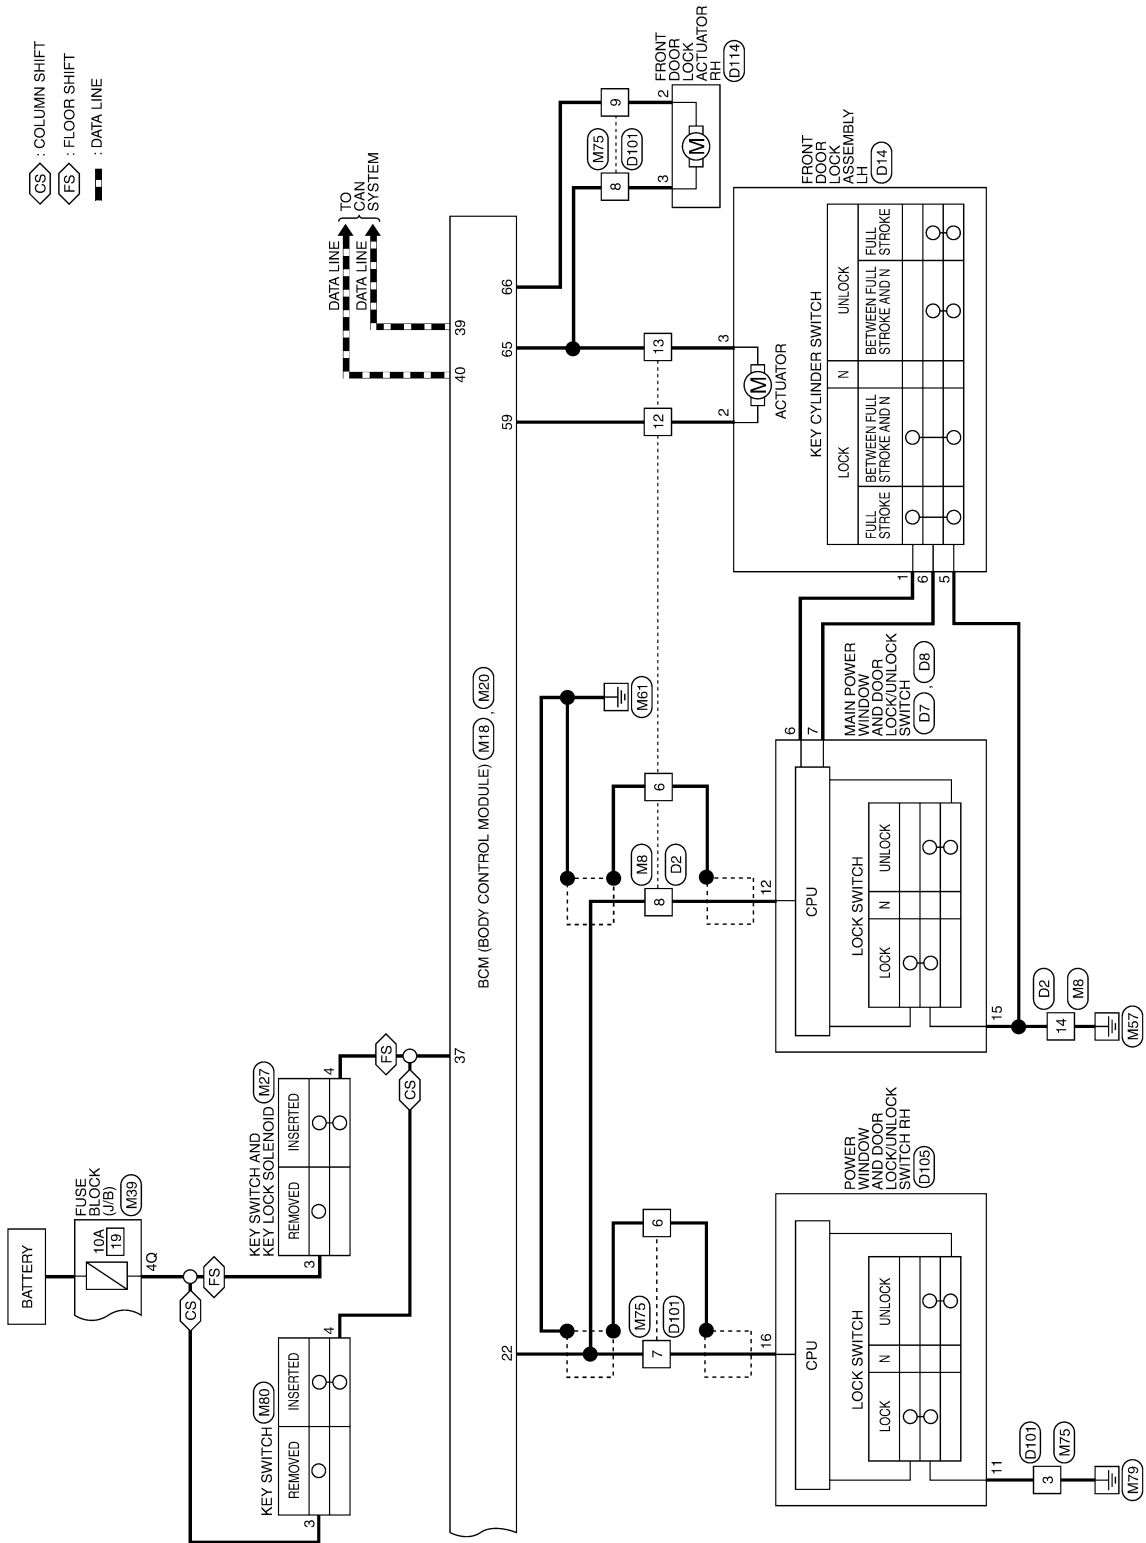 BATTERY
FUSE
BLOCK
(J/B)
M39
10A
19
4Q
CS
FS
KEY SWITCH
M80
REMOVED
INSERTED
3
4
KEY SWITCH AND
KEY LOCK SOLENOID
M27
REMOVED
INSERTED
3
4
FS
CS
37
DATA LINE
DATA LINE
TO
CAN
SYSTEM
40
39
CS : COLUMN SHIFT
FS : FLOOR SHIFT
: DATA LINE
BCM (BODY CONTROL MODULE) M18 , M20
22
59
65
66
M61
M75
D101
7
6
M8
D2
8
6
12
13
M75
D101
8
9
3
2
M
FRONT
DOOR
LOCK
ACTUATOR
RH
D114
16
CPU
LOCK SWITCH
LOCK
N
UNLOCK
11
POWER
WINDOW
AND DOOR
LOCK/UNLOCK
SWITCH RH
D105
D101
3
M75
M79
12
CPU
LOCK SWITCH
LOCK
N
UNLOCK
6
7
15
MAIN POWER
WINDOW
AND DOOR
LOCK/UNLOCK
SWITCH
D7 , D8
D2
14
M8
M57
2
3
M
ACTUATOR
FRONT
DOOR
LOCK
ASSEMBLY
LH
D14
KEY CYLINDER SWITCH
LOCK
N
UNLOCK
FULL
STROKE
BETWEEN FULL
STROKE AND N
BETWEEN FULL
STROKE AND N
FULL
STROKE
1
6
5